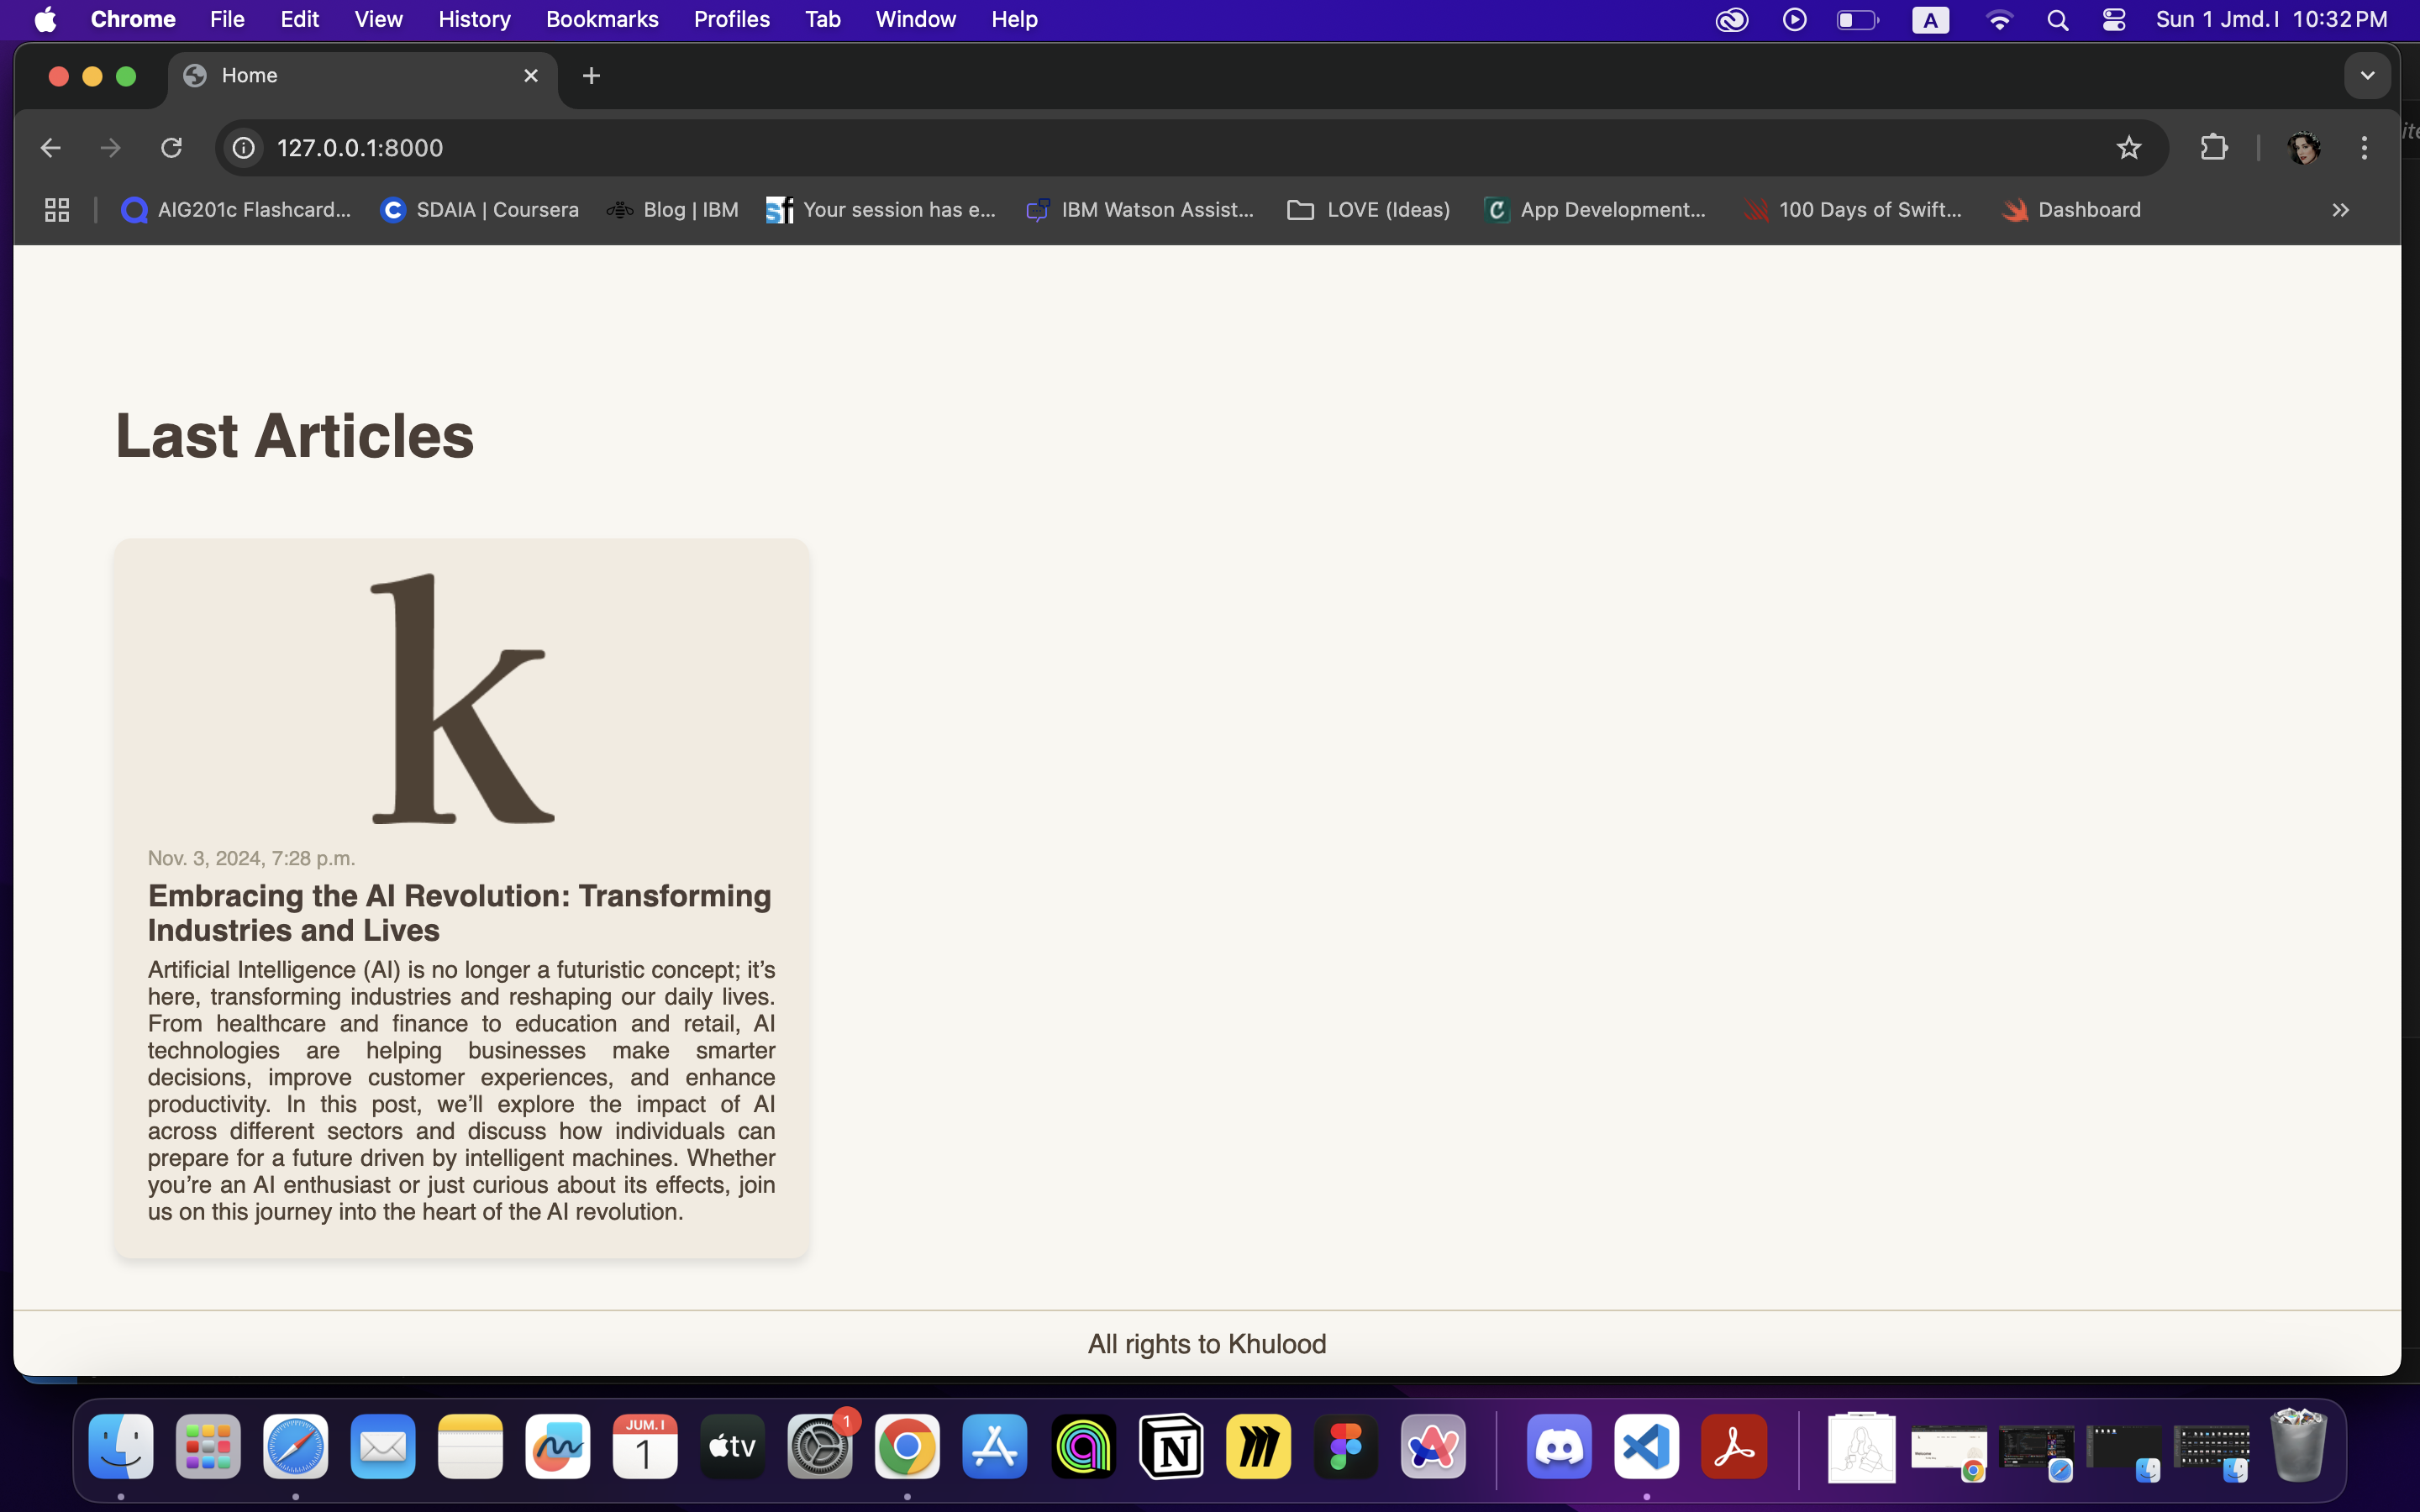 Chrome File Edit View History Bookmarks Profiles Tab Window Help A Sun 1 Jmd. I 10:32 PM
Home
127.0.0.1:8000
AIG201c Flashcard... SDAIA | Coursera Blog | IBM sf Your session has e... IBM Watson Assist... LOVE (Ideas) App Development... 100 Days of Swift... Dashboard
Last Articles
k
Nov. 3, 2024, 7:28 p.m.
Embracing the AI Revolution: Transforming
Industries and Lives
Artificial Intelligence (AI) is no longer a futuristic concept; it’s
here, transforming industries and reshaping our daily lives.
From healthcare and finance to education and retail, AI
technologies are helping businesses make smarter
decisions, improve customer experiences, and enhance
productivity. In this post, we’ll explore the impact of AI
across different sectors and discuss how individuals can
prepare for a future driven by intelligent machines. Whether
you’re an AI enthusiast or just curious about its effects, join
us on this journey into the heart of the AI revolution.
All rights to Khulood
JUM. I
1
tv
1
N